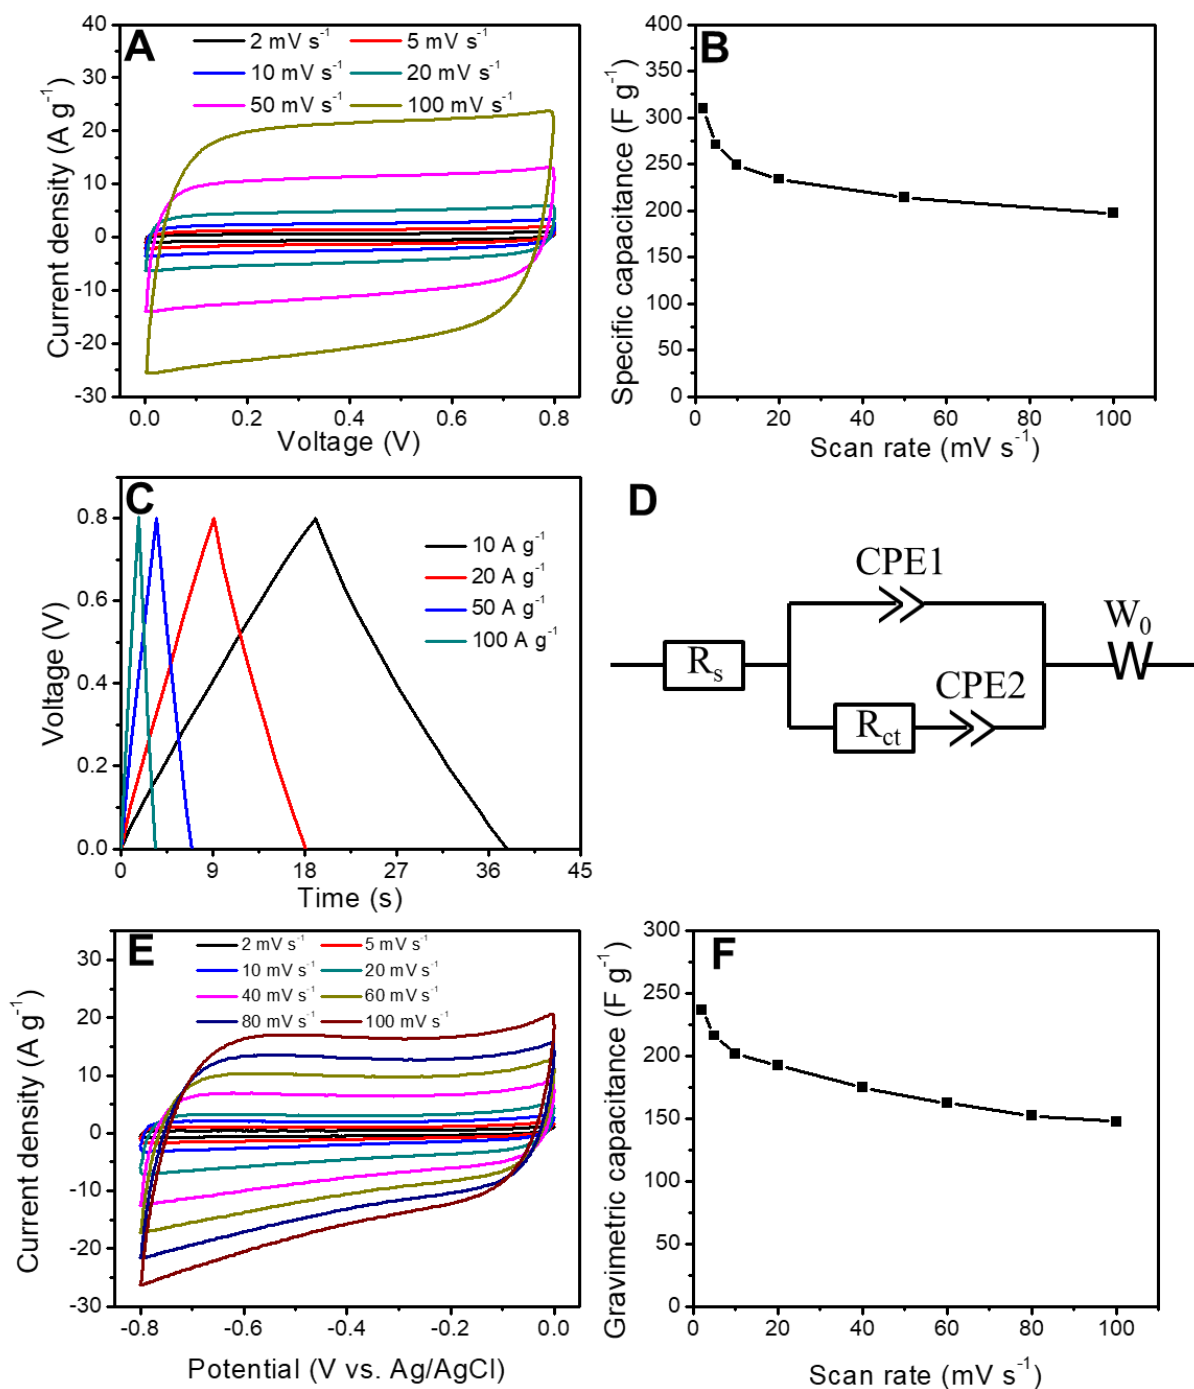 A
2 mV s⁻¹ 5 mV s⁻¹
10 mV s⁻¹ 20 mV s⁻¹
50 mV s⁻¹ 100 mV s⁻¹
Current density (A g⁻¹)
40
30
20
10
0
-10
-20
-30
0.0 0.2 0.4 0.6 0.8
Voltage (V)
B
Specific capacitance (F g⁻¹)
400
350
300
250
200
150
100
50
0
0 20 40 60 80 100
Scan rate (mV s⁻¹)
C
10 A g⁻¹
20 A g⁻¹
50 A g⁻¹
100 A g⁻¹
Voltage (V)
0.8
0.6
0.4
0.2
0.0
0 9 18 27 36 45
Time (s)
D
CPE1
Rₛ
W₀
W
CPE2
R_ct
E
2 mV s⁻¹ 5 mV s⁻¹
10 mV s⁻¹ 20 mV s⁻¹
40 mV s⁻¹ 60 mV s⁻¹
80 mV s⁻¹ 100 mV s⁻¹
Current density (A g⁻¹)
30
20
10
0
-10
-20
-30
-0.8 -0.6 -0.4 -0.2 0.0
Potential (V vs. Ag/AgCl)
F
Gravimetric capacitance (F g⁻¹)
300
250
200
150
100
50
0
0 20 40 60 80 100
Scan rate (mV s⁻¹)